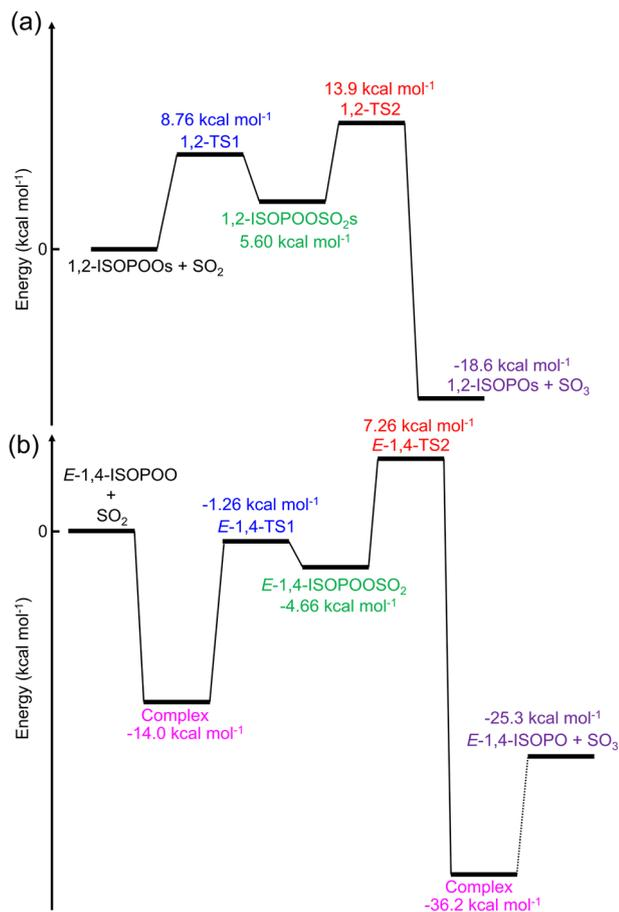 (a)
13.9 kcal mol⁻¹
1,2-TS2
8.76 kcal mol⁻¹
1,2-TS1
1,2-ISOPOOSO₂s
5.60 kcal mol⁻¹
0
1,2-ISOPOOs + SO₂
Energy (kcal mol⁻¹)
-18.6 kcal mol⁻¹
1,2-ISOPOs + SO₃
(b)
7.26 kcal mol⁻¹
E-1,4-TS2
E-1,4-ISOPOO
+
SO₂
-1.26 kcal mol⁻¹
E-1,4-TS1
0
E-1,4-ISOPOOSO₂
-4.66 kcal mol⁻¹
Energy (kcal mol⁻¹)
Complex
-14.0 kcal mol⁻¹
-25.3 kcal mol⁻¹
E-1,4-ISOPO + SO₃
Complex
-36.2 kcal mol⁻¹